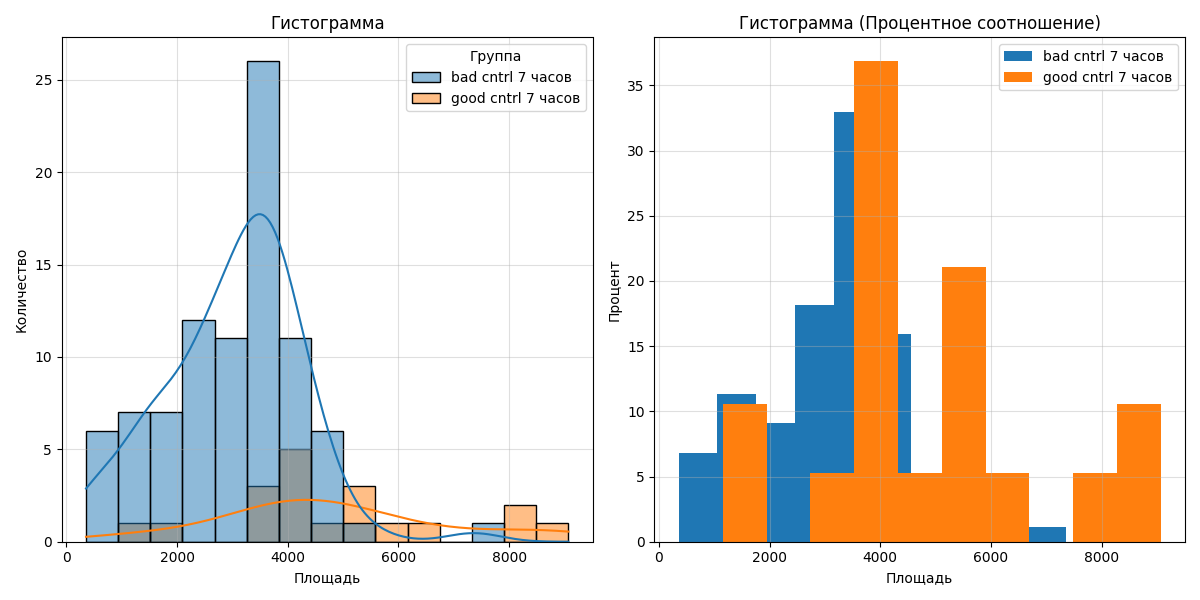 Гистограмма
Группа
bad cntrl 7 часов
good cntrl 7 часов
Количество
25
20
15
10
5
0
0
2000
4000
6000
8000
Площадь
Гистограмма (Процентное соотношение)
bad cntrl 7 часов
good cntrl 7 часов
Процент
35
30
25
20
15
10
5
0
0
2000
4000
6000
8000
Площадь